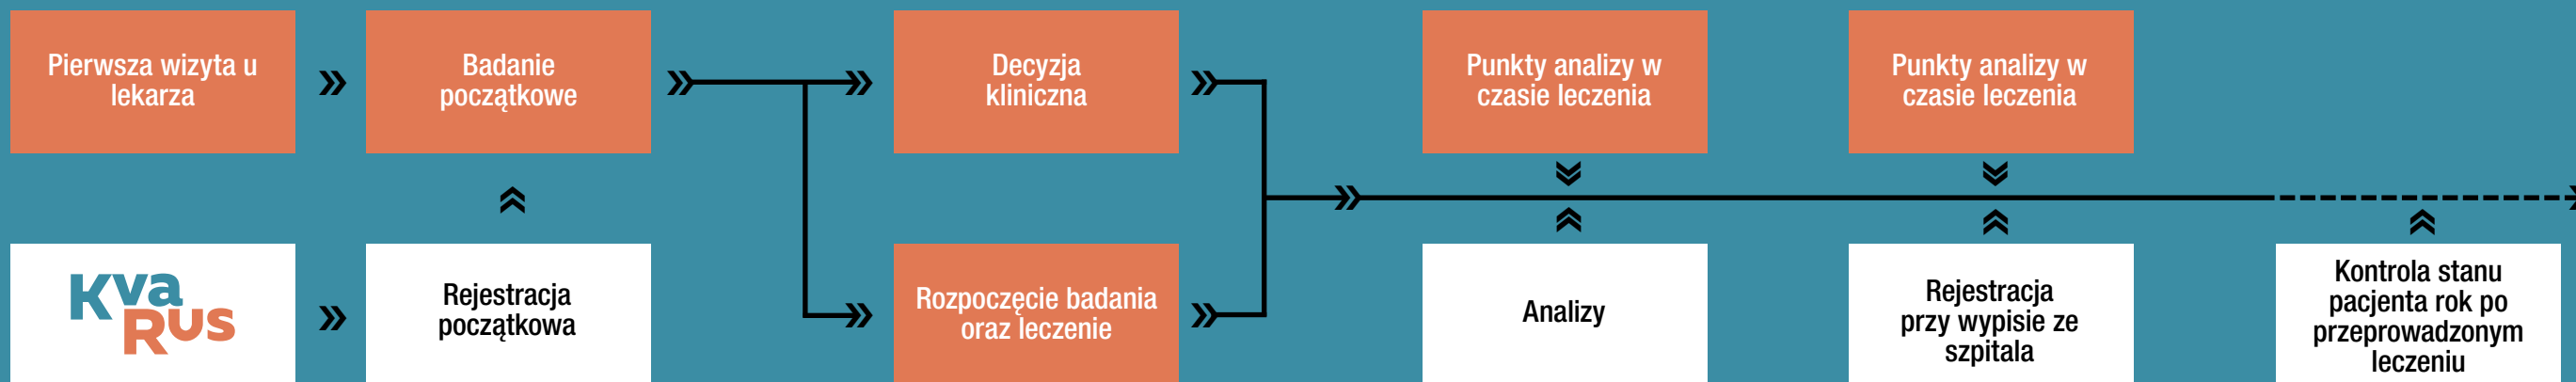 Pierwsza wizyta u
lekarza
Badanie
początkowe
Decyzja
kliniczna
Punkty analizy w
czasie leczenia
Punkty analizy w
czasie leczenia
Kva
RUS
Rejestracja
początkowa
Rozpoczęcie badania
oraz leczenie
Analizy
Rejestracja
przy wypisie ze
szpitala
Kontrola stanu
pacjenta rok po
przeprowadzonym
leczeniu